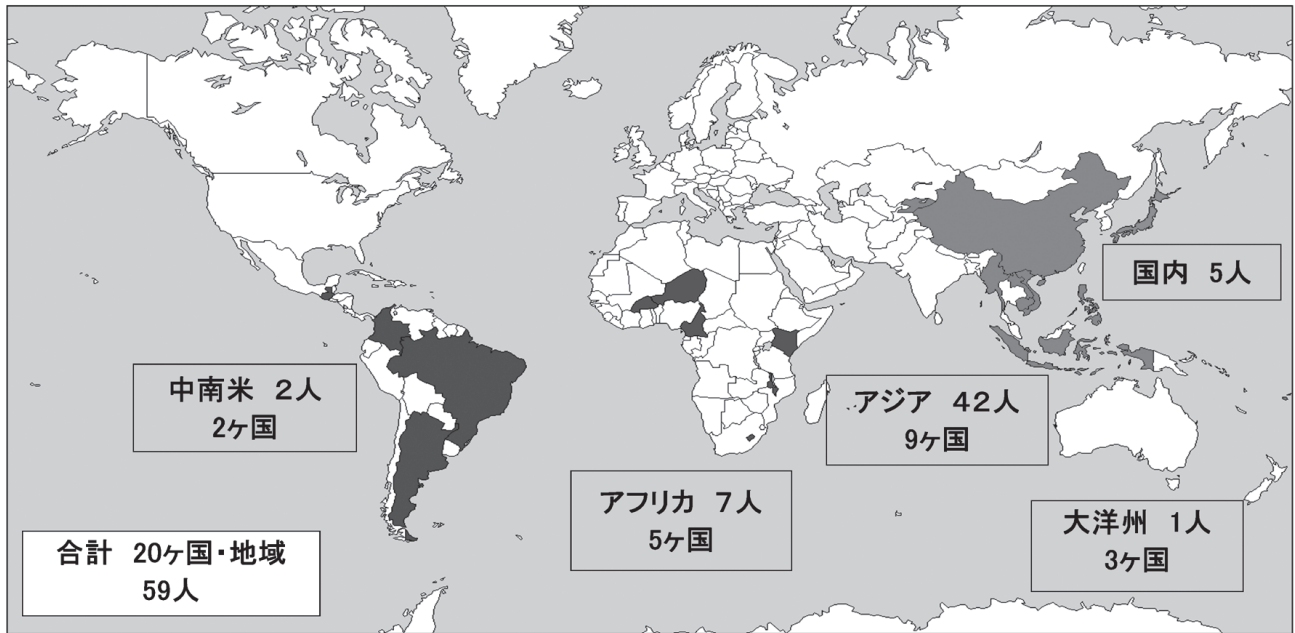 国内 5人
中南米 2人
2ヶ国
アジア 42人
9ヶ国
アフリカ 7人
5ヶ国
大洋州 1人
3ヶ国
合計 20ヶ国・地域
59人